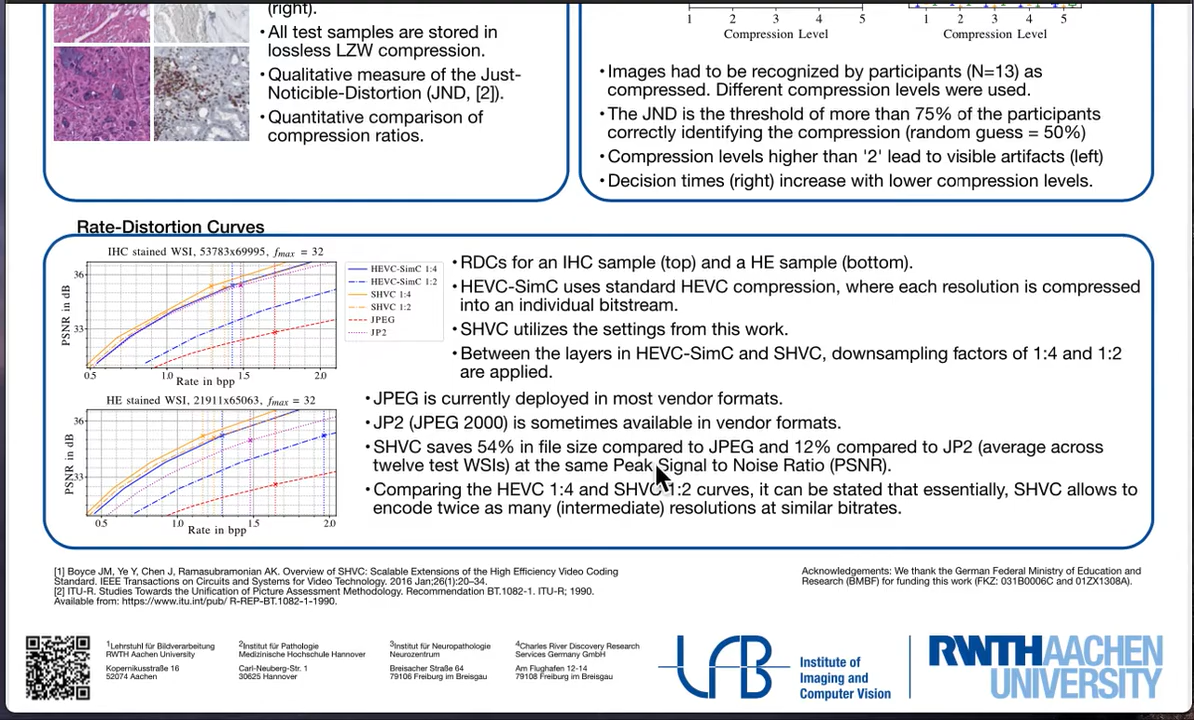 (right).
•All test samples are stored in
lossless LZW compression.
•Qualitative measure of the Just-
Noticible-Distortion (JND, [2]).
•Quantitative comparison of
compression ratios.
1 2 3 4 5
Compression Level
1 2 3 4 5
Compression Level
•Images had to be recognized by participants (N=13) as
compressed. Different compression levels were used.
•The JND is the threshold of more than 75% of the participants
correctly identifying the compression (random guess = 50%)
•Compression levels higher than '2' lead to visible artifacts (left)
•Decision times (right) increase with lower compression levels.
Rate-Distortion Curves
IHC stained WSI, 53783x69995, fmax = 32
36
33
PSNR in dB
0.5 1.0 1.5 2.0
Rate in bpp
HEVC-SimC 1:4
HEVC-SimC 1:2
SHVC 1:4
SHVC 1:2
JPEG
JP2
HE stained WSI, 21911x65063, fmax = 32
36
33
PSNR in dB
0.5 1.0 1.5 2.0
Rate in bpp
•RDCs for an IHC sample (top) and a HE sample (bottom).
•HEVC-SimC uses standard HEVC compression, where each resolution is compressed
into an individual bitstream.
•SHVC utilizes the settings from this work.
•Between the layers in HEVC-SimC and SHVC, downsampling factors of 1:4 and 1:2
are applied.
•JPEG is currently deployed in most vendor formats.
•JP2 (JPEG 2000) is sometimes available in vendor formats.
•SHVC saves 54% in file size compared to JPEG and 12% compared to JP2 (average across
twelve test WSIs) at the same Peak Signal to Noise Ratio (PSNR).
•Comparing the HEVC 1:4 and SHVC 1:2 curves, it can be stated that essentially, SHVC allows to
encode twice as many (intermediate) resolutions at similar bitrates.
[1] Boyce JM, Ye Y, Chen J, Ramasubramonian AK. Overview of SHVC: Scalable Extensions of the High Efficiency Video Coding
Standard. IEEE Transactions on Circuits and Systems for Video Technology. 2016 Jan;26(1):20–34.
[2] ITU-R. Studies Towards the Unification of Picture Assessment Methodology. Recommendation BT.1082-1. ITU-R; 1990.
Available from: https://www.itu.int/pub/ R-REP-BT.1082-1-1990.
Acknowledgements: We thank the German Federal Ministry of Education and
Research (BMBF) for funding this work (FKZ: 031B0006C and 01ZX1308A).
1Lehrstuhl für Bildverarbeitung
RWTH Aachen University
Kopernikusstraße 16
52074 Aachen
2Institut für Pathologie
Medizinische Hochschule Hannover
Carl-Neuberg-Str. 1
30625 Hannover
3Institut für Neuropathologie
Neurozentrum
Breisacher Straße 64
79106 Freiburg im Breisgau
4Charles River Discovery Research
Services Germany GmbH
Am Flughafen 12-14
79108 Freiburg im Breisgau
LfB
Institute of
Imaging and
Computer Vision
RWTHAACHEN
UNIVERSITY